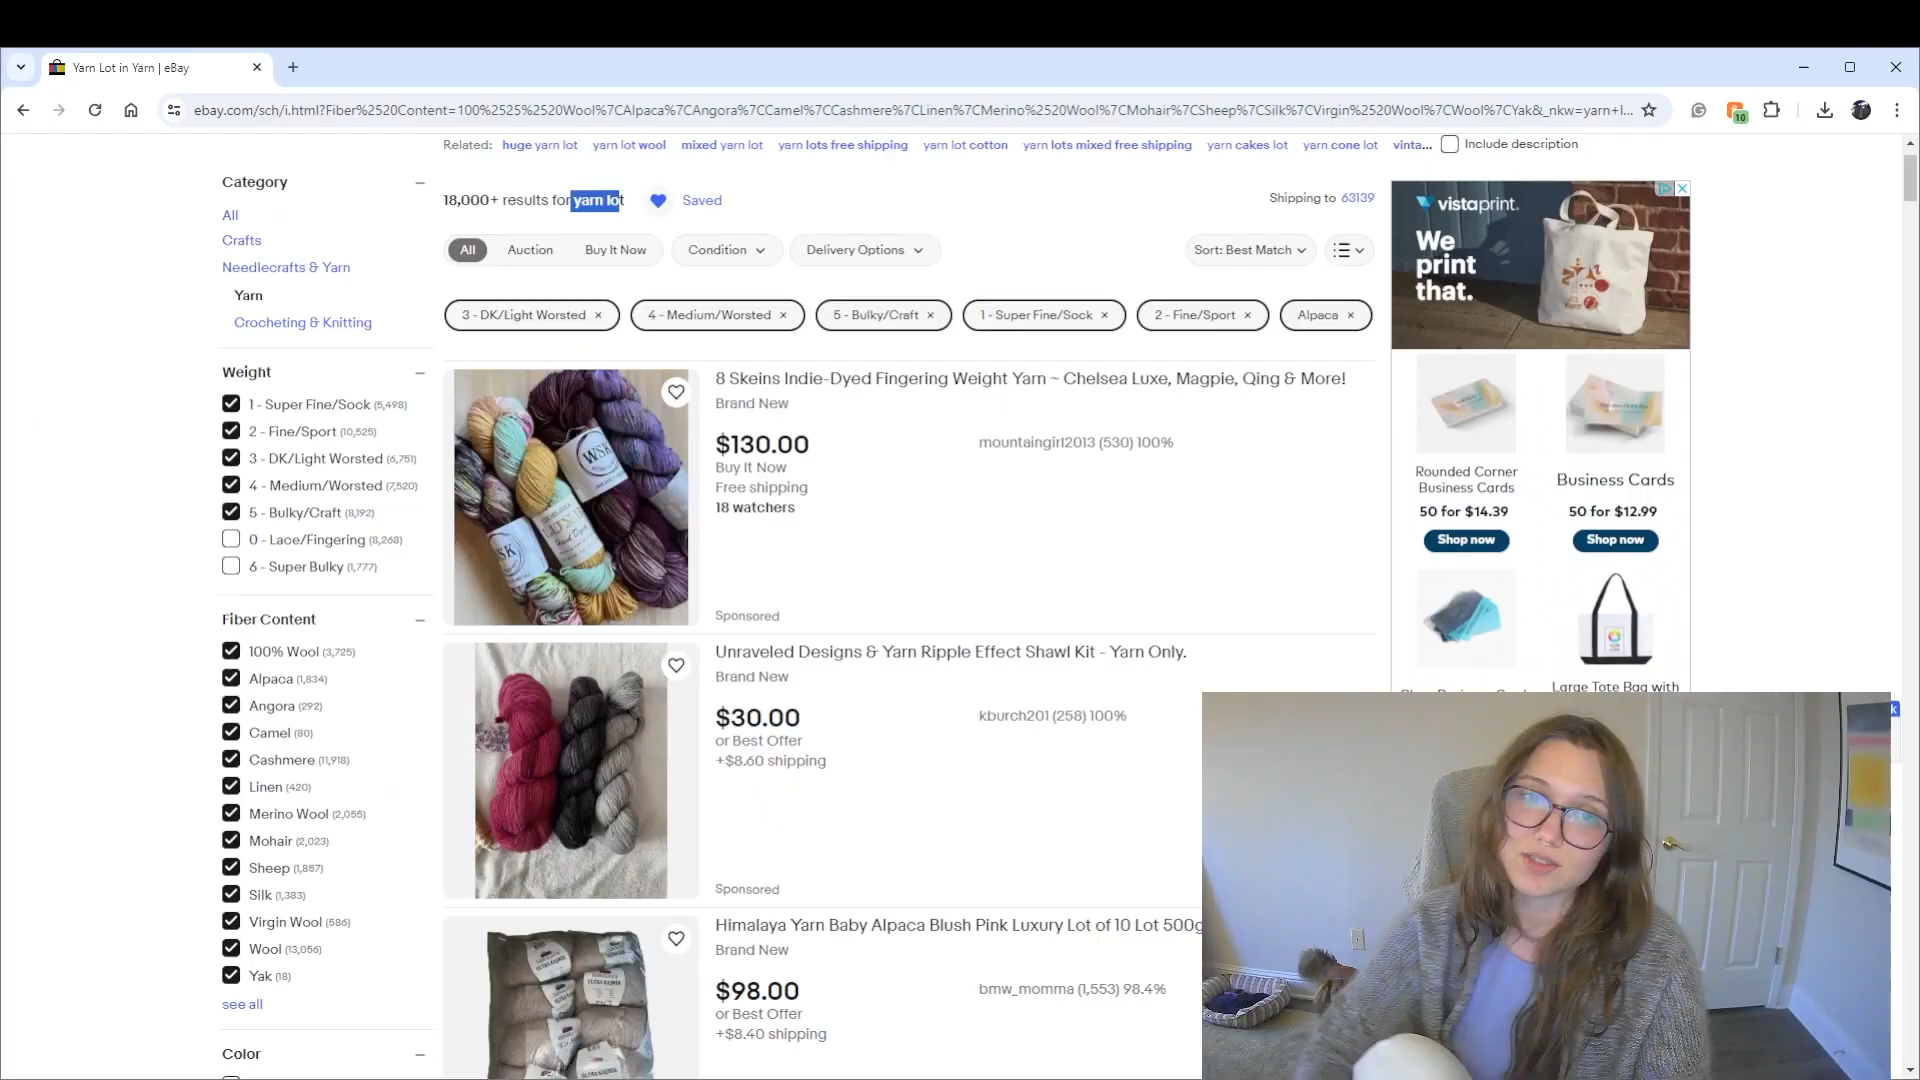 Yarn Lot in Yarn | eBay
ebay.com/sch/i.html?Fiber%2520Content=100%2525%2520Wool%7CAlpaca%7CAngora%7CCamel%7CCashmere%7CLinen%7CMerino%2520Wool%7CMohair%7CSheep%7CSilk%7CVirgin%2520Wool%7CWool%7CYak&_nkw=yarn+l...
10
Related: huge yarn lot yarn lot wool mixed yarn lot yarn lots free shipping yarn lot cotton yarn lots mixed free shipping yarn cakes lot yarn cone lot vinta... Include description
Category
All
Crafts
Needlecrafts & Yarn
Yarn
Crocheting & Knitting
Weight
1 - Super Fine/Sock (5,498)
2 - Fine/Sport (10,525)
3 - DK/Light Worsted (6,751)
4 - Medium/Worsted (7,520)
5 - Bulky/Craft (8,192)
0 - Lace/Fingering (8,268)
6 - Super Bulky (1,777)
Fiber Content
100% Wool (3,725)
Alpaca (1,834)
Angora (292)
Camel (80)
Cashmere (11,918)
Linen (420)
Merino Wool (2,055)
Mohair (2,023)
Sheep (1,857)
Silk (1,383)
Virgin Wool (586)
Wool (13,056)
Yak (18)
see all
Color
18,000+ results for yarn lot Saved
Shipping to 63139
All Auction Buy It Now Condition Delivery Options Sort: Best Match
3 - DK/Light Worsted × 4 - Medium/Worsted × 5 - Bulky/Craft × 1 - Super Fine/Sock × 2 - Fine/Sport × Alpaca ×
8 Skeins Indie-Dyed Fingering Weight Yarn ~ Chelsea Luxe, Magpie, Qing & More!
Brand New
$130.00
mountaingirl2013 (530) 100%
Buy It Now
Free shipping
18 watchers
Sponsored
WSK
LUXE
SK
Unraveled Designs & Yarn Ripple Effect Shawl Kit - Yarn Only.
Brand New
$30.00
kburch201 (258) 100%
or Best Offer
+$8.60 shipping
Sponsored
Himalaya Yarn Baby Alpaca Blush Pink Luxury Lot of 10 Lot 500g
Brand New
$98.00
bmw_momma (1,553) 98.4%
or Best Offer
+$8.40 shipping
vistaprint.
We
print
that.
Rounded Corner
Business Cards
50 for $14.39
Shop now
Business Cards
50 for $12.99
Shop now
Large Tote Bag with
k